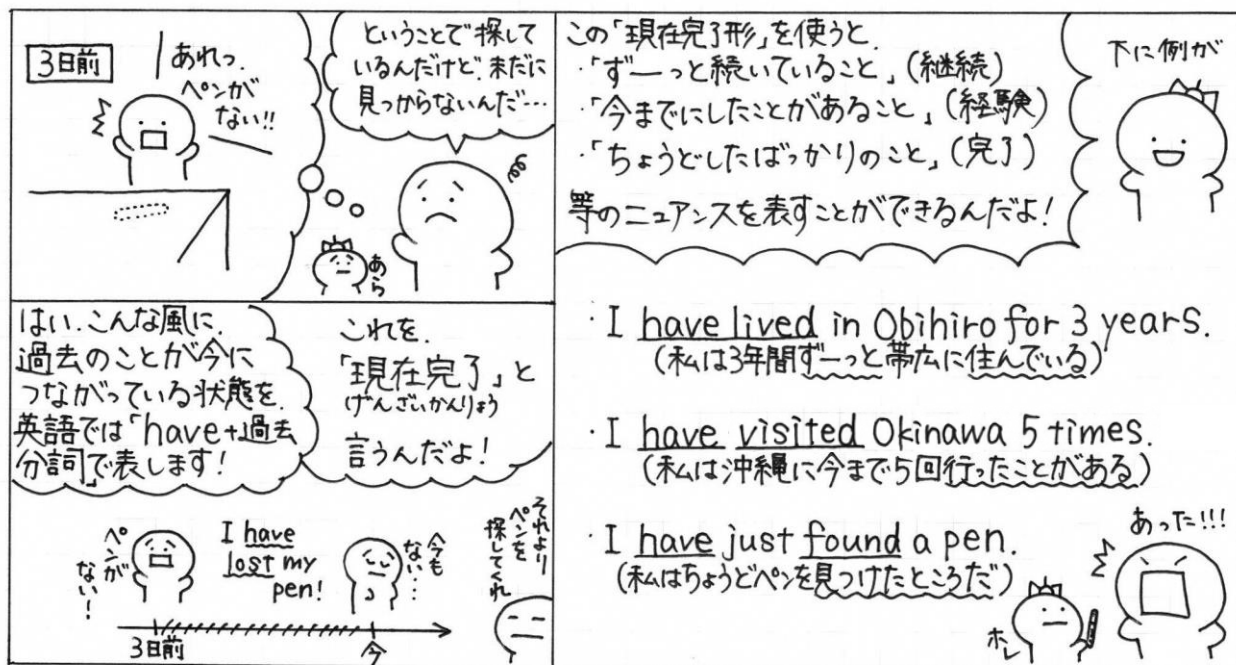 3日前
あれっ.
ペンが
ない!!
ということで探して
いるんだけど.未だに
見つからないんだ…
あら
はい.こんな風に.
過去のことが今に
つながっている状態を.
英語では「have+過去
分詞」で表します!
これを.
「現在完了」と
げんざいかんりょう
言うんだよ!
ペンが
ない!
I have
lost my
pen!
今も
ない…
それより
ペンを
探してくれ
3日前
今
この「現在完了形」を使うと.
・「ずーっと続いていること」(継続)
・「今までにしたことがあること」(経験)
・「ちょうどしたばっかりのこと」(完了)
等のニュアンスを表すことができるんだよ!
下に例が
・I have lived in Obihiro for 3 years.
(私は3年間ずーっと帯広に住んでいる)
・I have visited Okinawa 5 times.
(私は沖縄に今まで5回行ったことがある)
・I have just found a pen.
(私はちょうどペンを見つけたところだ)
あった!!!
ホレ